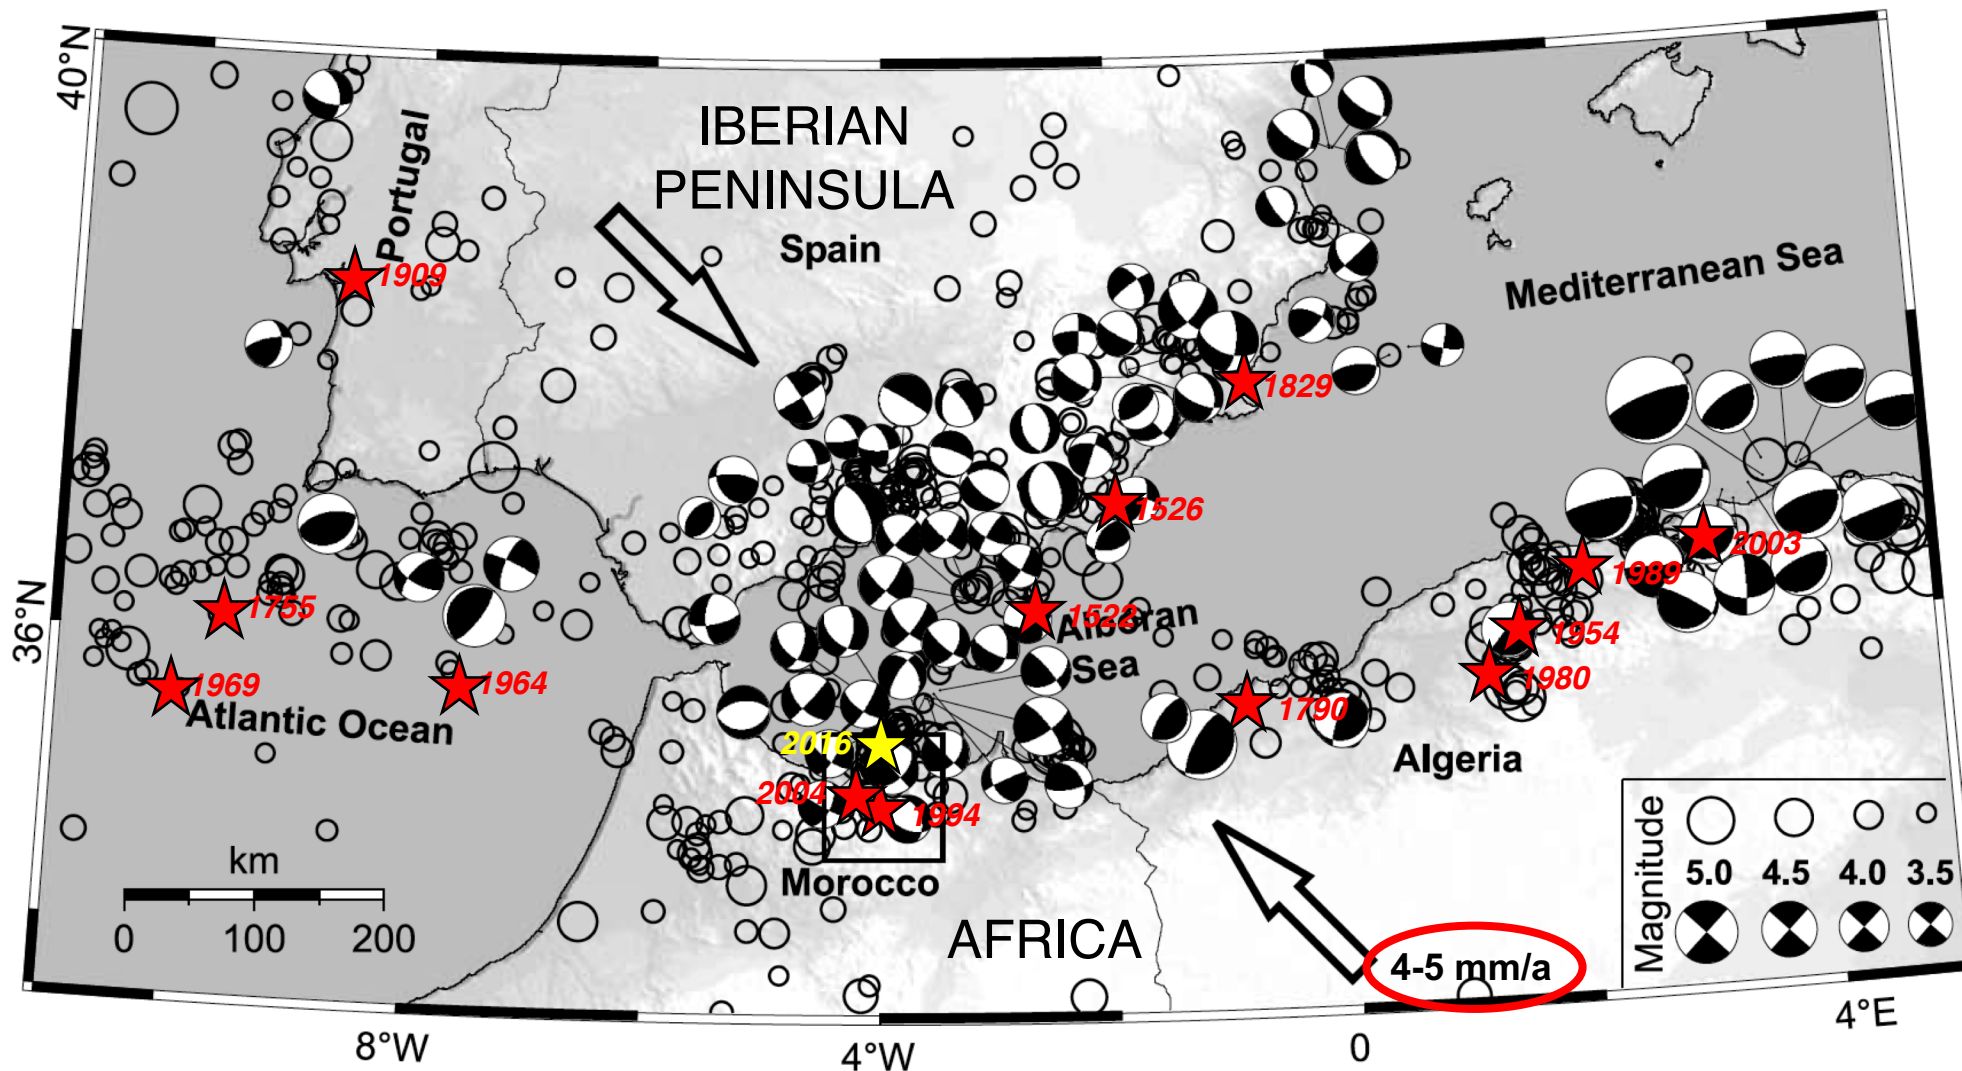 40°N
IBERIAN
PENINSULA
Portugal
Spain
Mediterranean Sea
1909
1829
1526
2003
1989
36°N
1755
1522
Alboran
Sea
1954
1969
1964
1980
Atlantic Ocean
1790
2016
Algeria
2004
1994
Morocco
km
0 100 200
AFRICA
4-5 mm/a
Magnitude
5.0 4.5 4.0 3.5
8°W
4°W
0
4°E